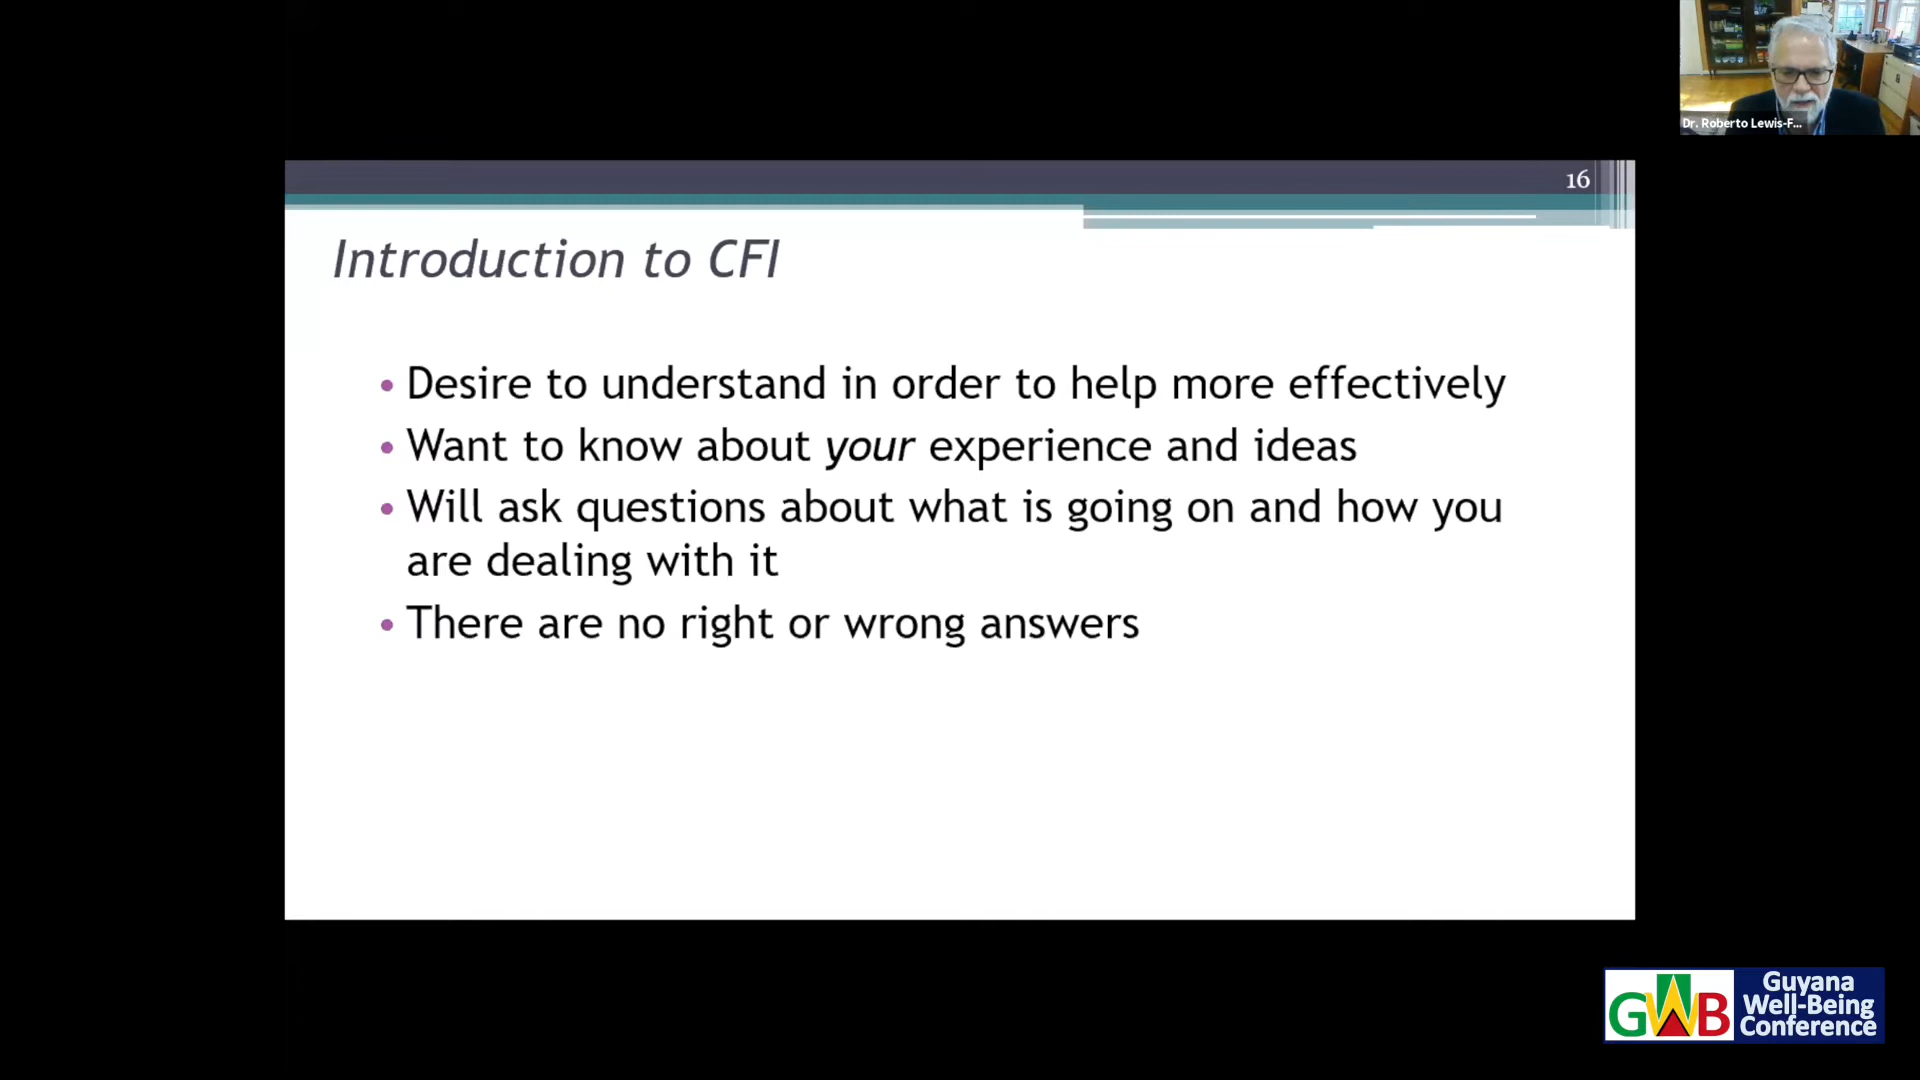 Dr. Roberto Lewis-F...
16
Introduction to CFI
• Desire to understand in order to help more effectively
• Want to know about your experience and ideas
• Will ask questions about what is going on and how you
are dealing with it
• There are no right or wrong answers
GWB
Guyana
Well-Being
Conference